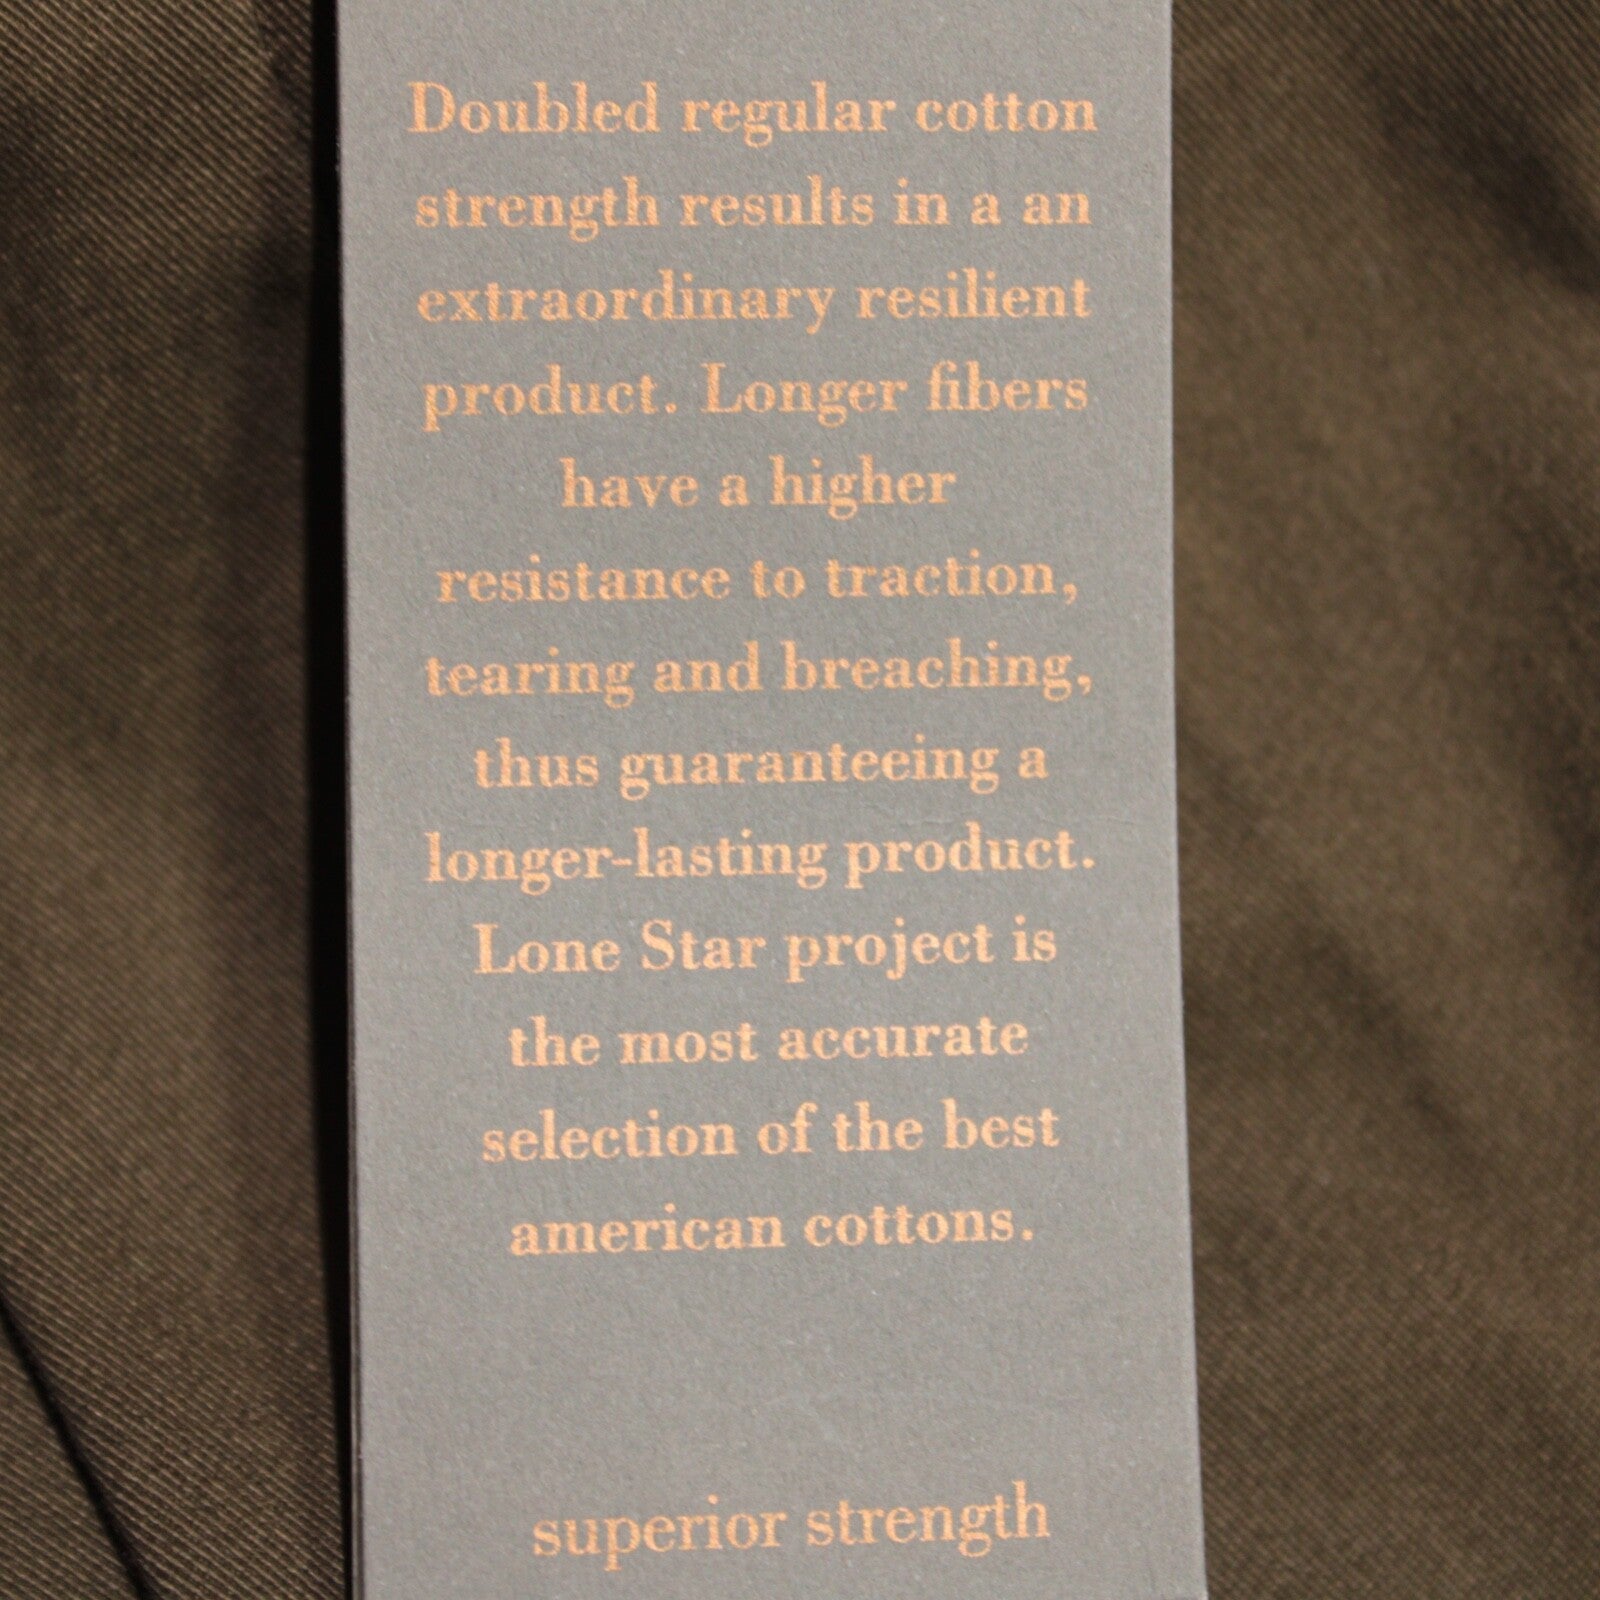 Doubled regular cotton
strength results in a an
extraordinary resilient
product. Longer fibers
have a higher
resistance to traction,
tearing and breaching,
thus guaranteeing a
longer-lasting product.
Lone Star project is
the most accurate
selection of the best
american cottons.
superior strength